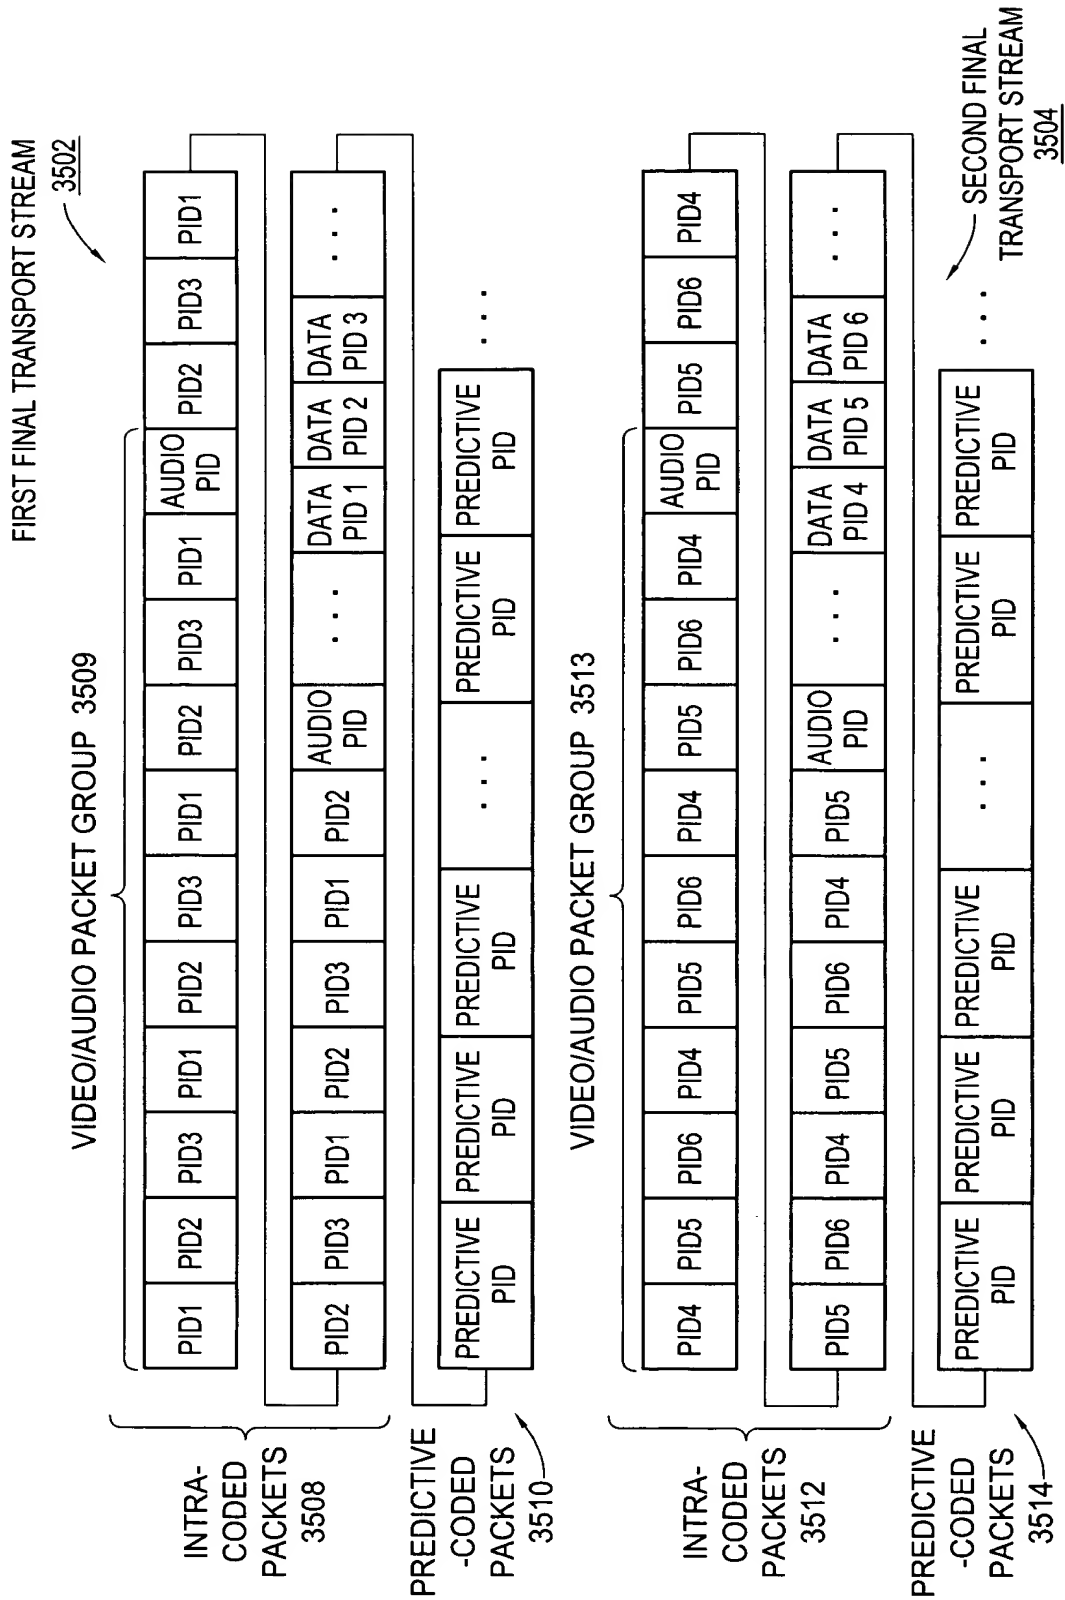 FIRST FINAL TRANSPORT STREAM
3502
VIDEO/AUDIO PACKET GROUP 3509
INTRA-
CODED
PACKETS
3508
PID1 PID2 PID3 PID1 PID2 PID3 PID1 PID2 PID3 PID1 AUDIO PID PID2 PID3 PID1
PID2 PID3 PID1 PID2 PID3 PID1 PID2 AUDIO PID ... DATA PID 1 DATA PID 2 DATA PID 3 ...
PREDICTIVE
-CODED
PACKETS
3510
PREDICTIVE PID PREDICTIVE PID PREDICTIVE PID ... PREDICTIVE PID PREDICTIVE PID ...
VIDEO/AUDIO PACKET GROUP 3513
INTRA-
CODED
PACKETS
3512
PID4 PID5 PID6 PID4 PID5 PID6 PID4 PID5 PID6 PID4 AUDIO PID PID5 PID6 PID4
PID5 PID6 PID4 PID5 PID6 PID4 PID5 AUDIO PID ... DATA PID 4 DATA PID 5 DATA PID 6 ...
PREDICTIVE
-CODED
PACKETS
3514
PREDICTIVE PID PREDICTIVE PID PREDICTIVE PID ... PREDICTIVE PID PREDICTIVE PID ...
SECOND FINAL
TRANSPORT STREAM
3504